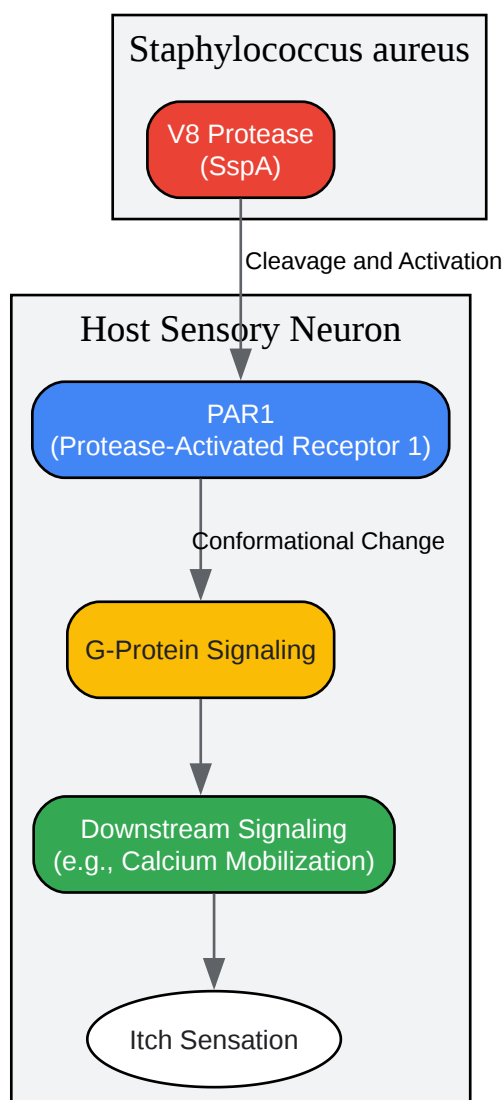 Staphylococcus aureus
V8 Protease
(SspA)
Cleavage and Activation
Host Sensory Neuron
PAR1
(Protease-Activated Receptor 1)
Conformational Change
G-Protein Signaling
Downstream Signaling
(e.g., Calcium Mobilization)
Itch Sensation